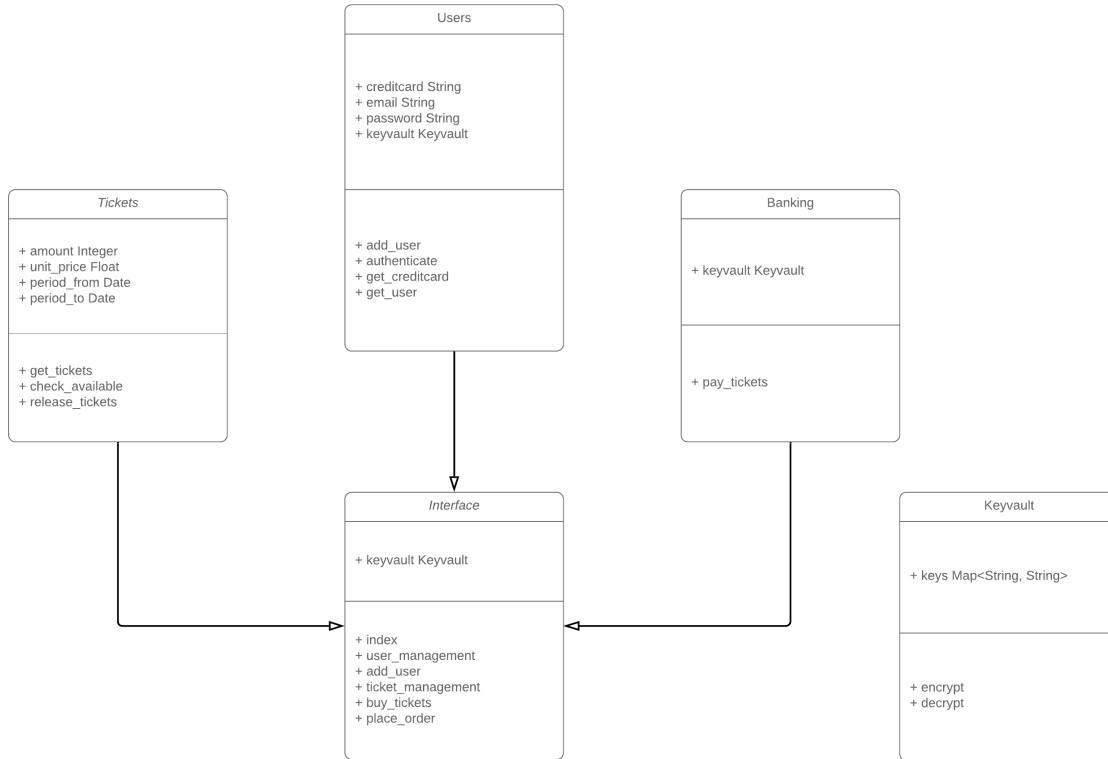 Users
+ creditcard String
+ email String
+ password String
+ keyvault Keyvault
+ add_user
+ authenticate
+ get_creditcard
+ get_user
Tickets
+ amount Integer
+ unit_price Float
+ period_from Date
+ period_to Date
+ get_tickets
+ check_available
+ release_tickets
Banking
+ keyvault Keyvault
+ pay_tickets
Interface
+ keyvault Keyvault
+ index
+ user_management
+ add_user
+ ticket_management
+ buy_tickets
+ place_order
Keyvault
+ keys Map<String, String>
+ encrypt
+ decrypt